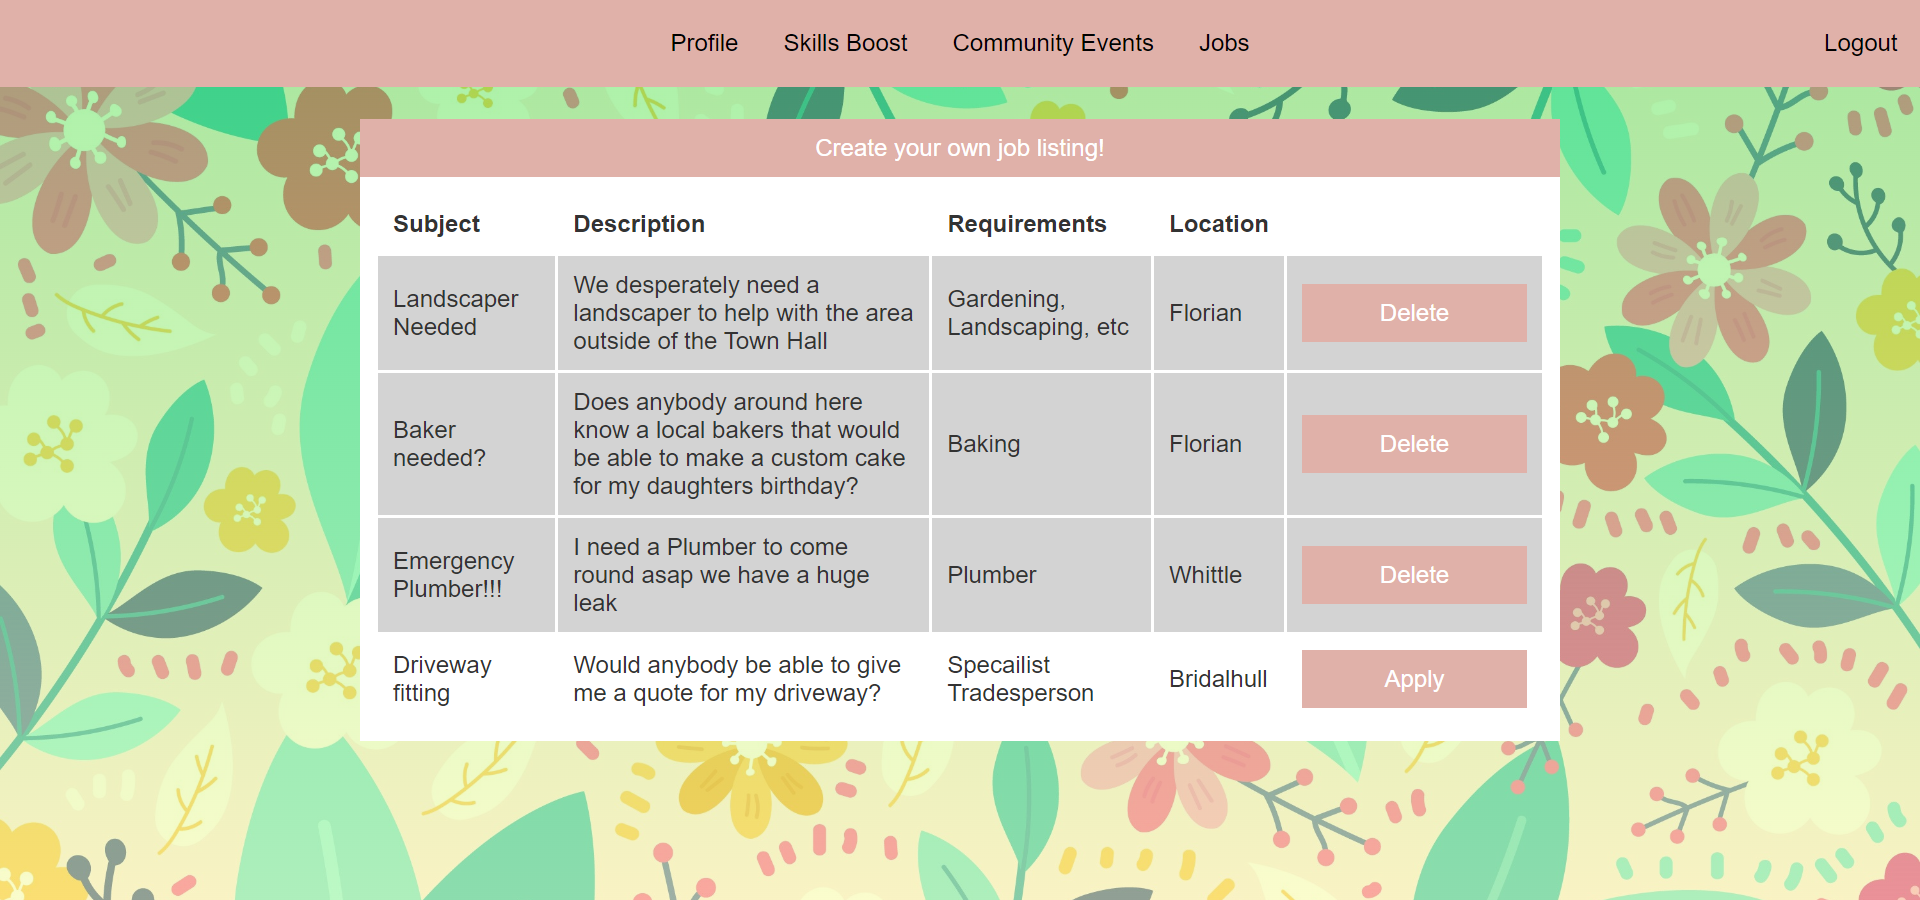 Profile Skills Boost Community Events Jobs Logout
Create your own job listing!
Subject Description Requirements Location
Landscaper
Needed
We desperately need a
landscaper to help with the area
outside of the Town Hall
Gardening,
Landscaping, etc
Florian
Delete
Baker
needed?
Does anybody around here
know a local bakers that would
be able to make a custom cake
for my daughters birthday?
Baking
Florian
Delete
Emergency
Plumber!!!
I need a Plumber to come
round asap we have a huge
leak
Plumber
Whittle
Delete
Driveway
fitting
Would anybody be able to give
me a quote for my driveway?
Specailist
Tradesperson
Bridalhull
Apply